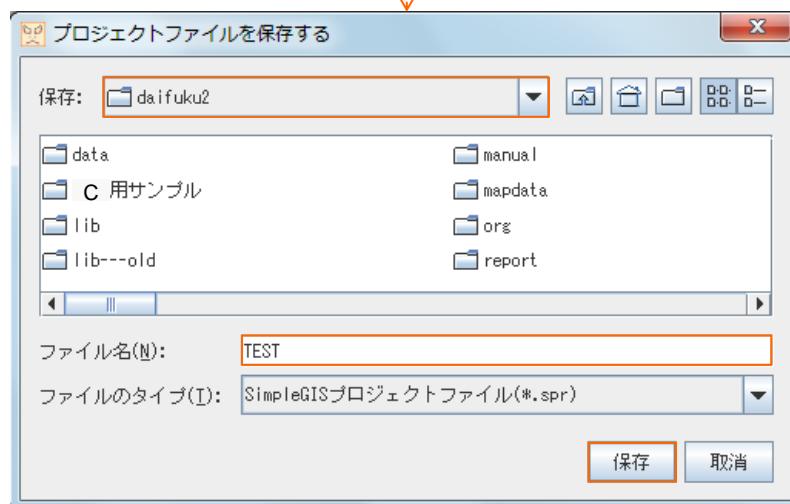 プロジェクトファイルを保存する
保存: daifuku2
data manual
C 用サンプル mapdata
lib org
lib---old report
ファイル名(N): TEST
ファイルのタイプ(T): SimpleGISプロジェクトファイル(*.spr)
保存 取消